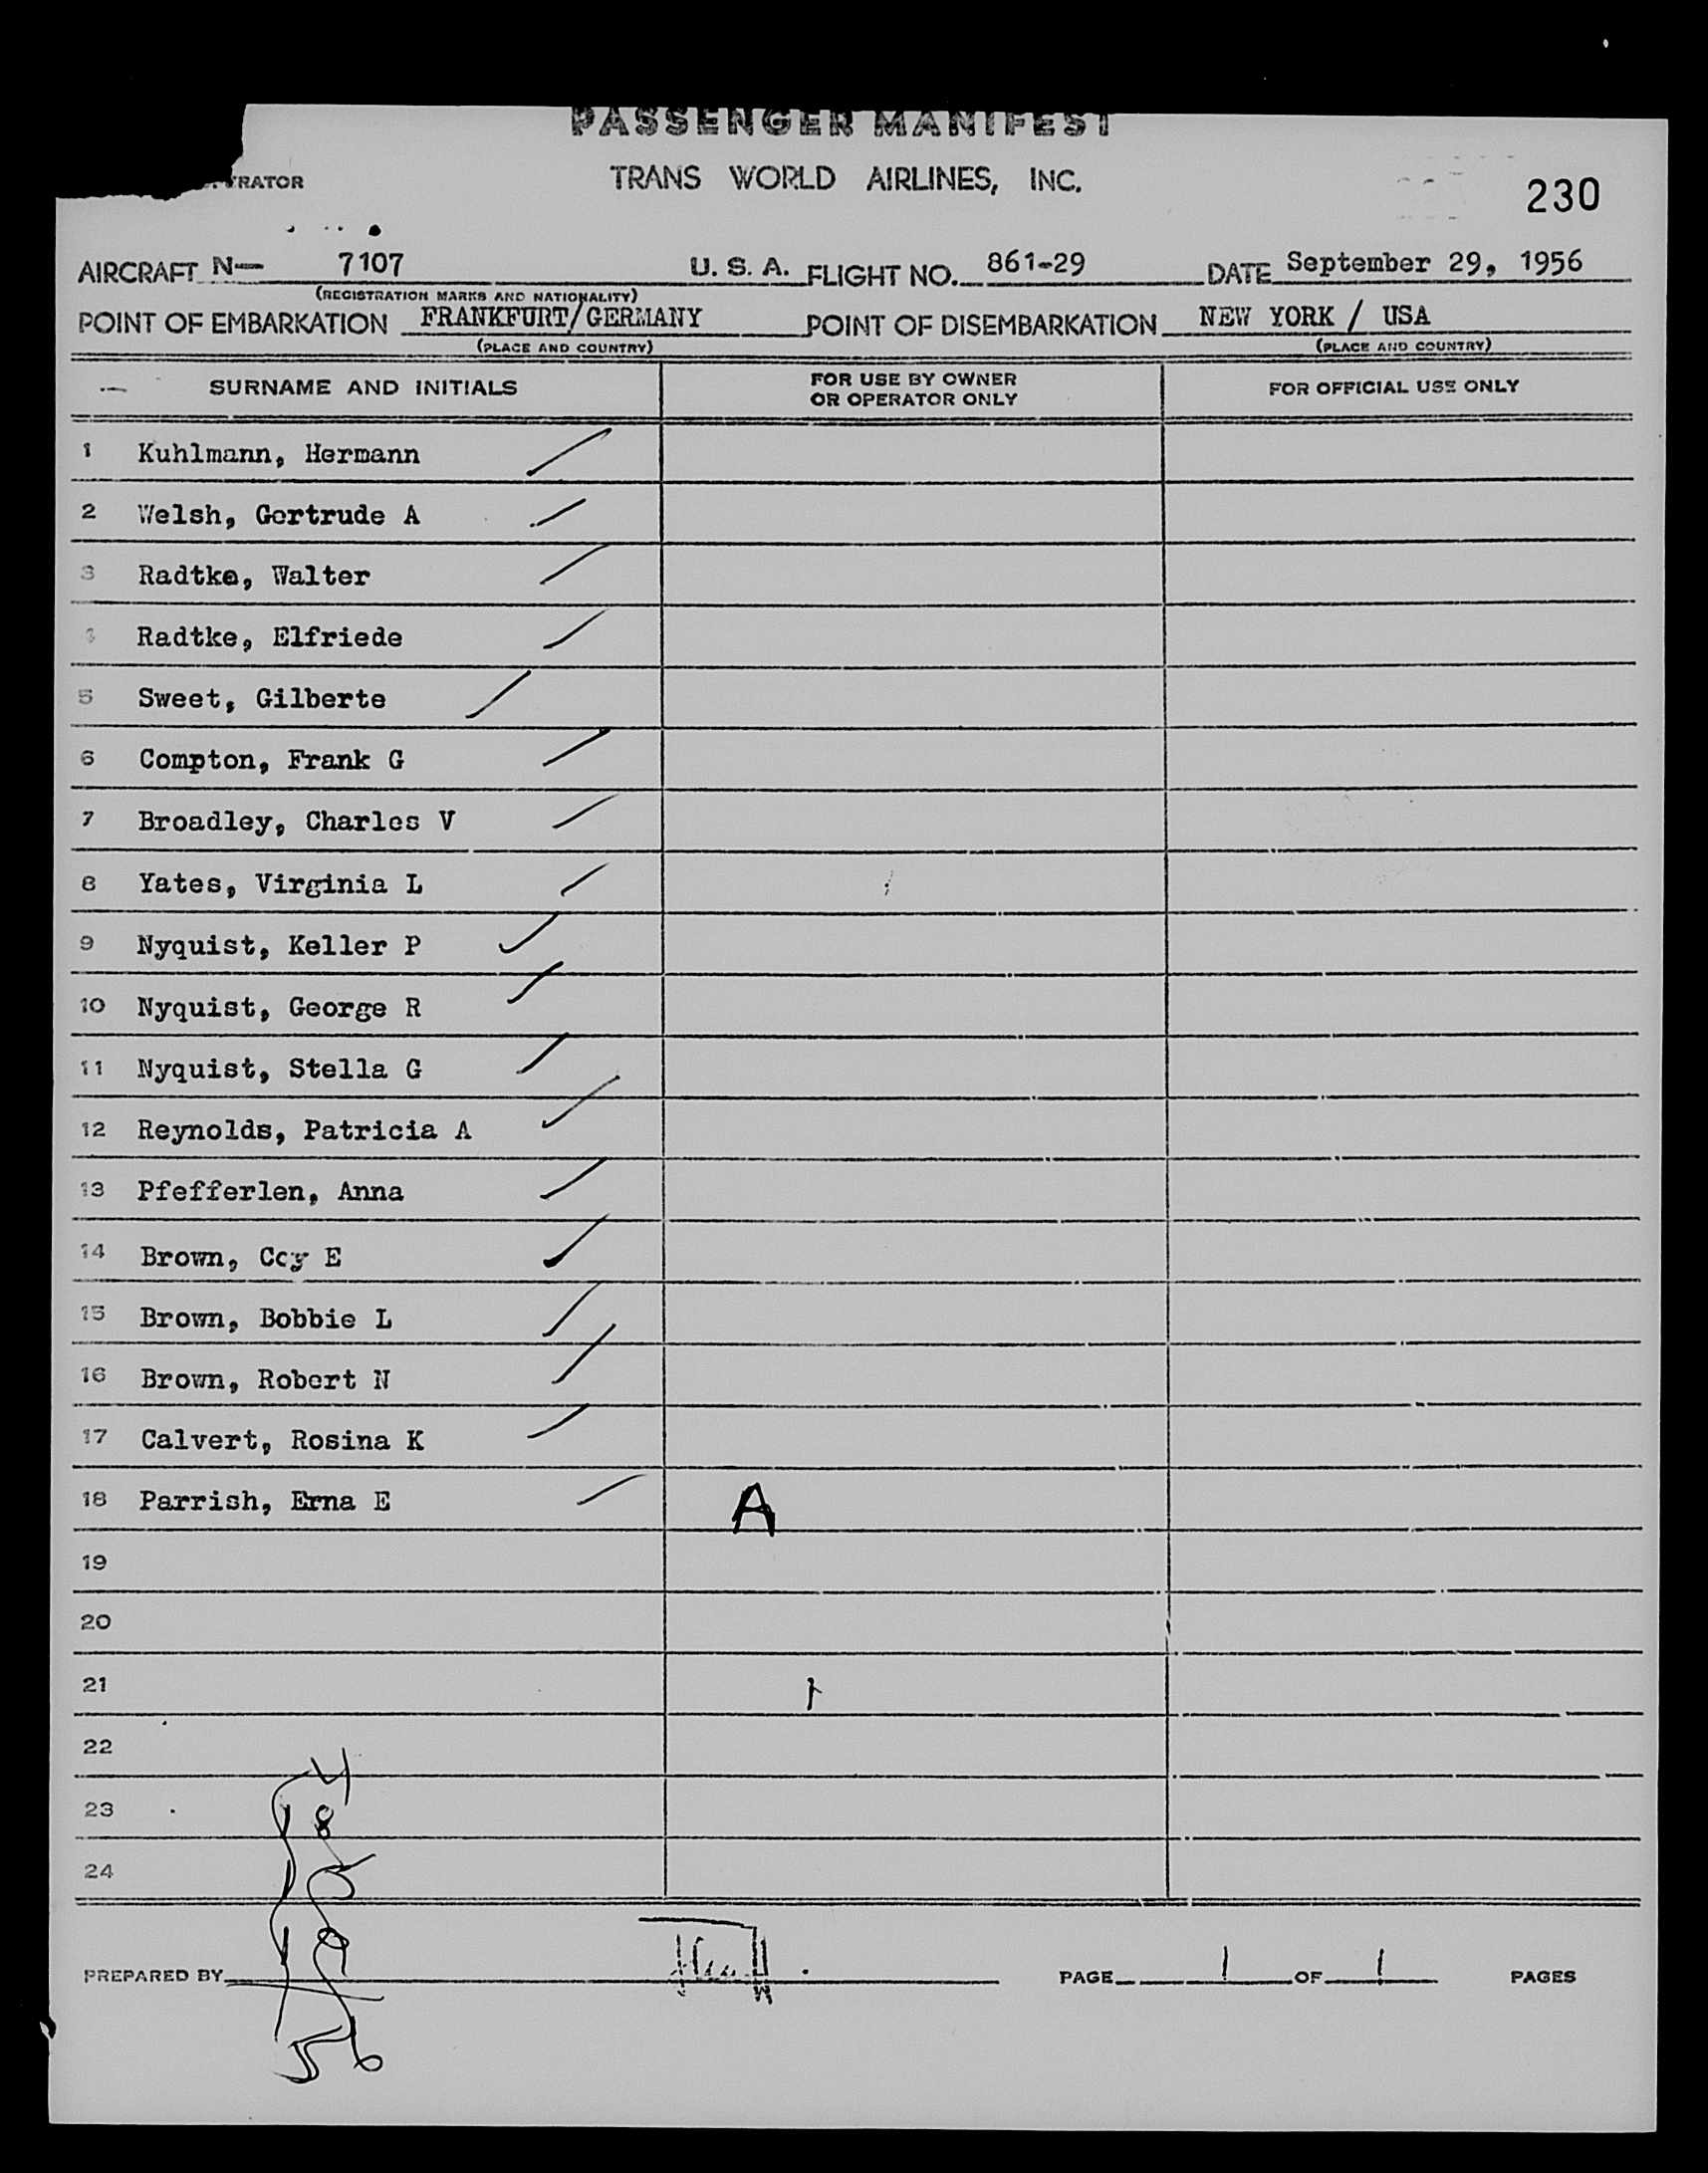 PASSENGER MANIFEST
TRANS WORLD AIRLINES, INC.
230
AIRCRAFT N— 7107 U. S. A. FLIGHT NO. 861-29 DATE September 29, 1956
(REGISTRATION MARKS AND NATIONALITY)
POINT OF EMBARKATION FRANKFURT/GERMANY POINT OF DISEMBARKATION NEW YORK / USA
(PLACE AND COUNTRY) (PLACE AND COUNTRY)
SURNAME AND INITIALS FOR USE BY OWNER OR OPERATOR ONLY FOR OFFICIAL USE ONLY
1 Kuhlmann, Hermann
2 Welsh, Gertrude A
3 Radtke, Walter
4 Radtke, Elfriede
5 Sweet, Gilberte
6 Compton, Frank G
7 Broadley, Charles V
8 Yates, Virginia L
9 Nyquist, Keller P
10 Nyquist, George R
11 Nyquist, Stella G
12 Reynolds, Patricia A
13 Pfefferlen, Anna
14 Brown, Coy E
15 Brown, Bobbie L
16 Brown, Robert N
17 Calvert, Rosina K
18 Parrish, Erna E A
19
20
21
22
23
24
PREPARED BY PAGE 1 OF 1 PAGES